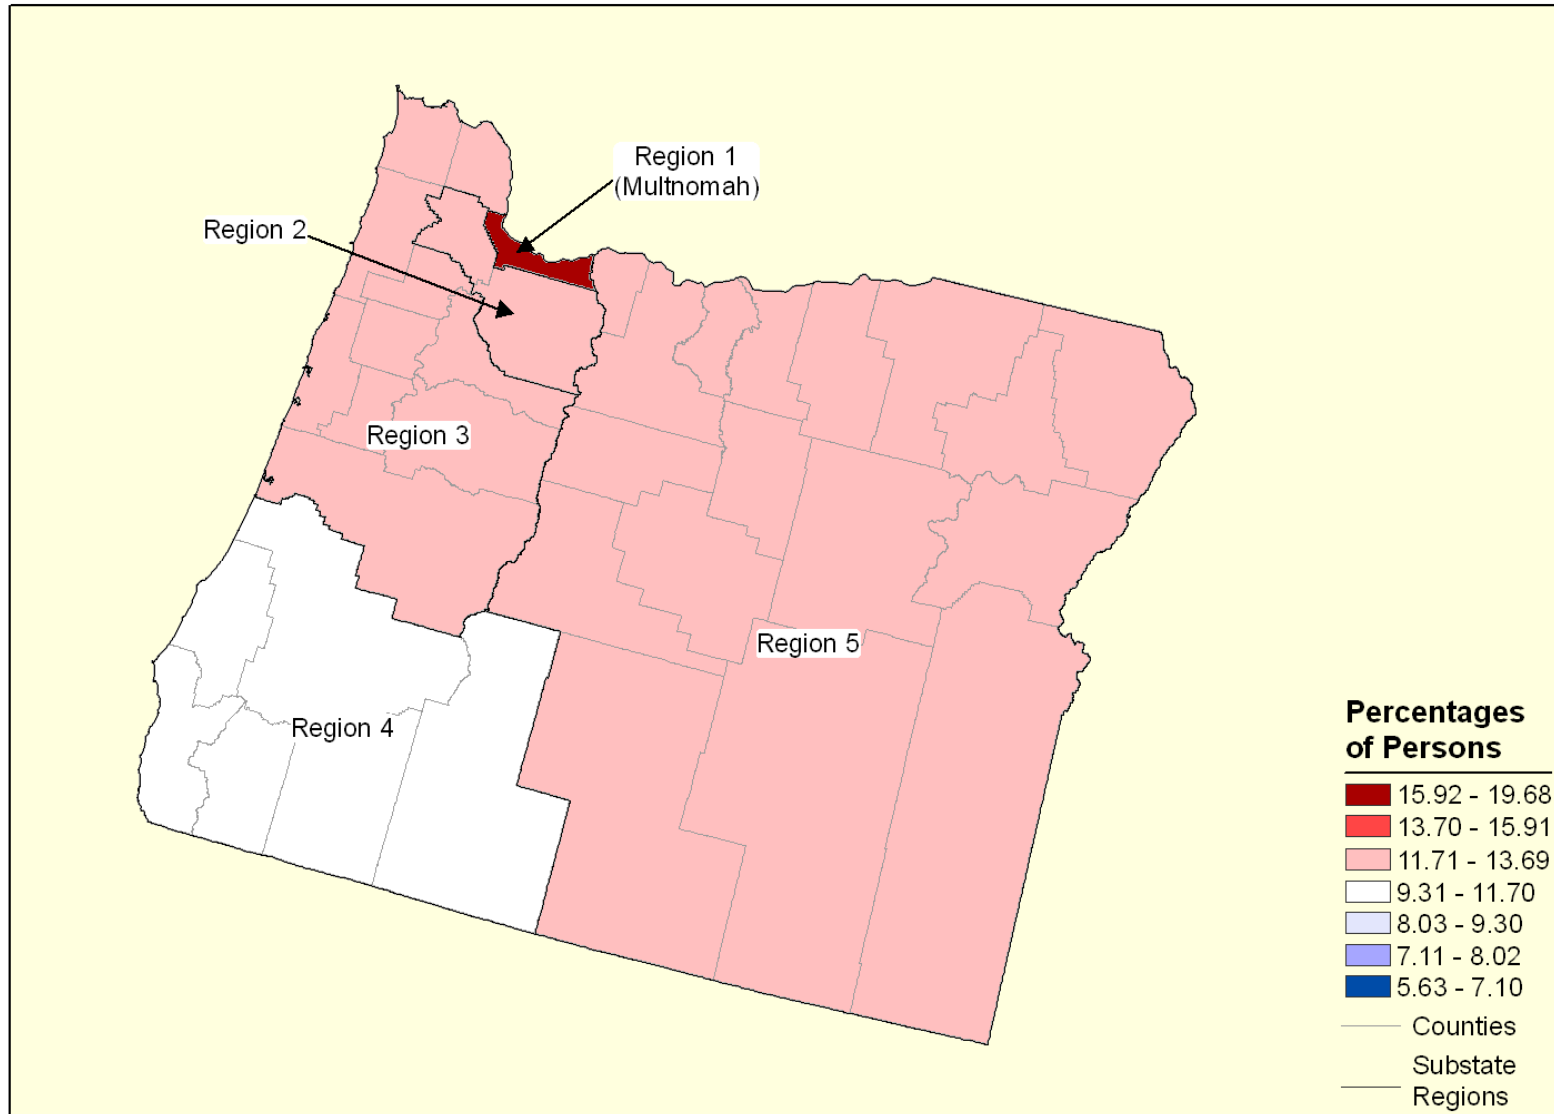 Region 1
(Multnomah)
Region 2
Region 3
Region 5
Region 4
Percentages
of Persons
15.92 - 19.68
13.70 - 15.91
11.71 - 13.69
9.31 - 11.70
8.03 - 9.30
7.11 - 8.02
5.63 - 7.10
Counties
Substate
Regions